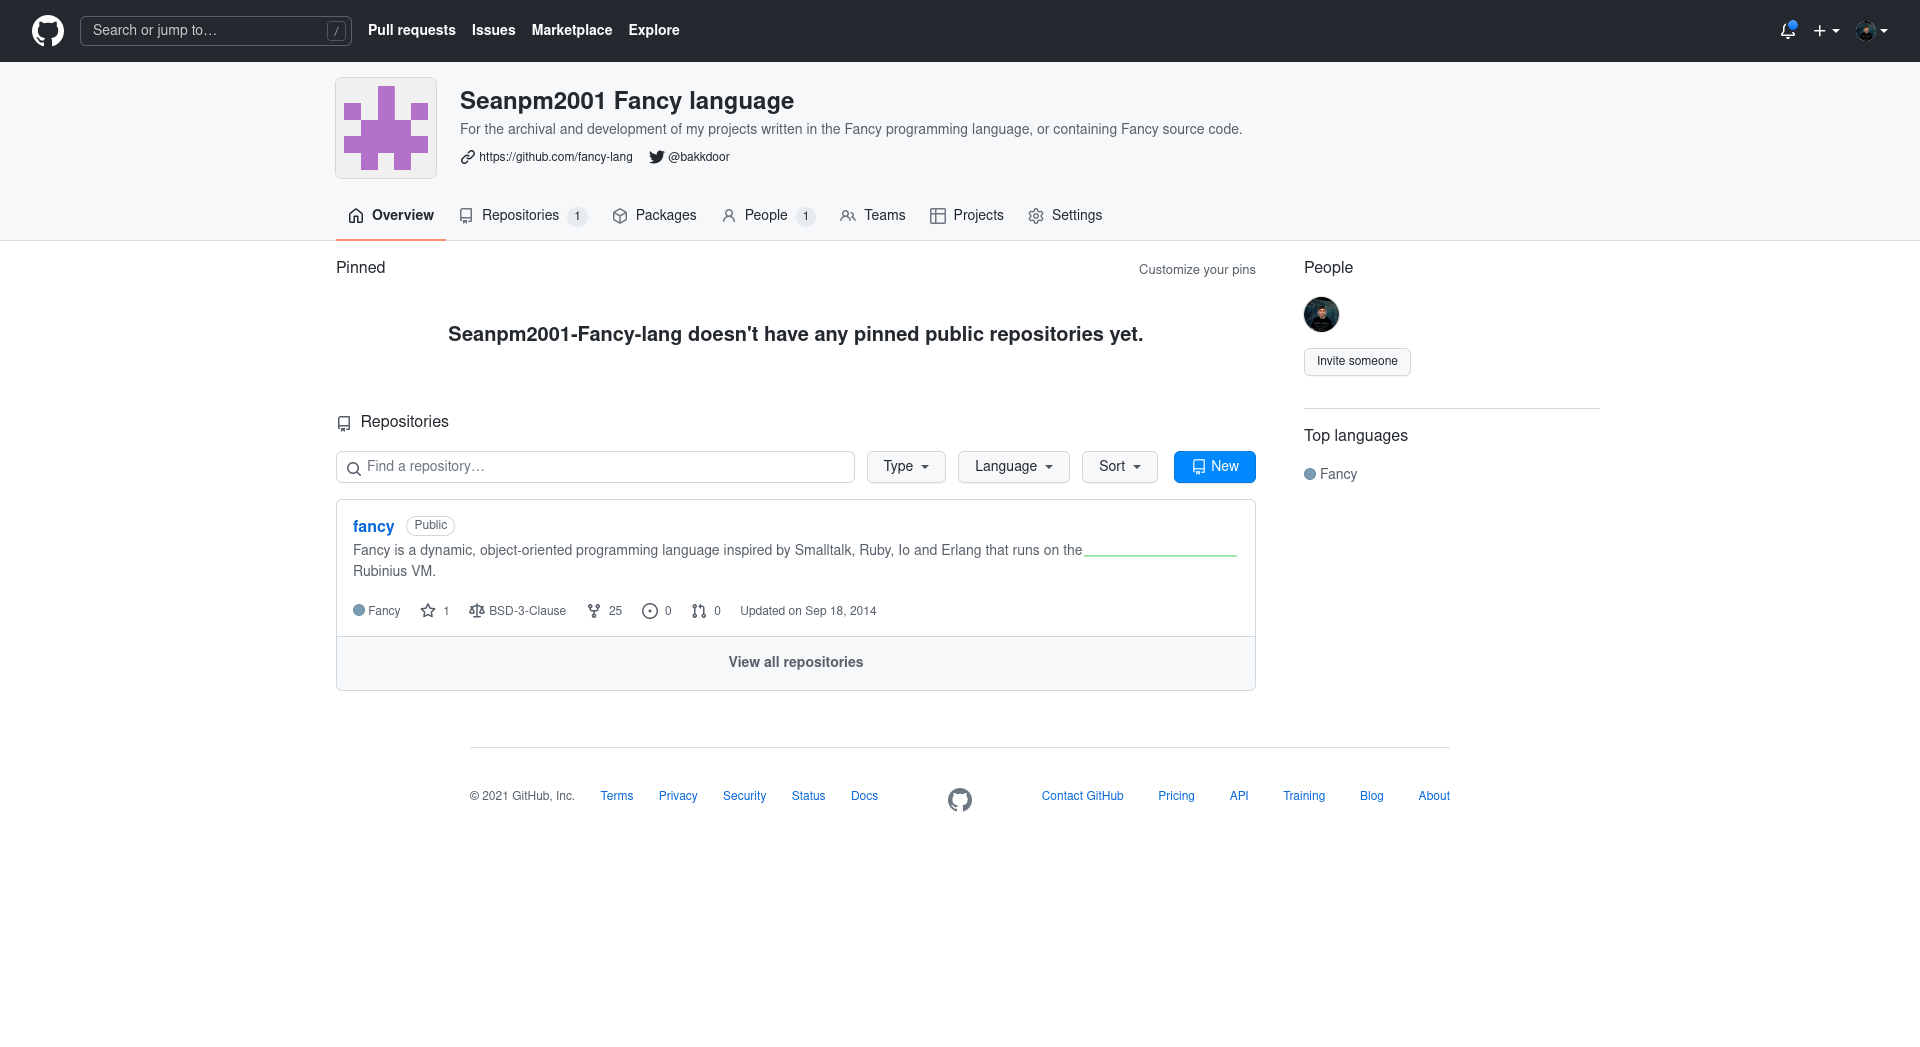 Search or jump to… /
Pull requests Issues Marketplace Explore
Seanpm2001 Fancy language
For the archival and development of my projects written in the Fancy programming language, or containing Fancy source code.
https://github.com/fancy-lang @bakkdoor
Overview Repositories 1 Packages People 1 Teams Projects Settings
Pinned
Customize your pins
Seanpm2001-Fancy-lang doesn't have any pinned public repositories yet.
Repositories
Find a repository… Type Language Sort New
fancy Public
Fancy is a dynamic, object-oriented programming language inspired by Smalltalk, Ruby, Io and Erlang that runs on the
Rubinius VM.
Fancy 1 BSD-3-Clause 25 0 0 Updated on Sep 18, 2014
View all repositories
People
Invite someone
Top languages
Fancy
© 2021 GitHub, Inc. Terms Privacy Security Status Docs Contact GitHub Pricing API Training Blog About